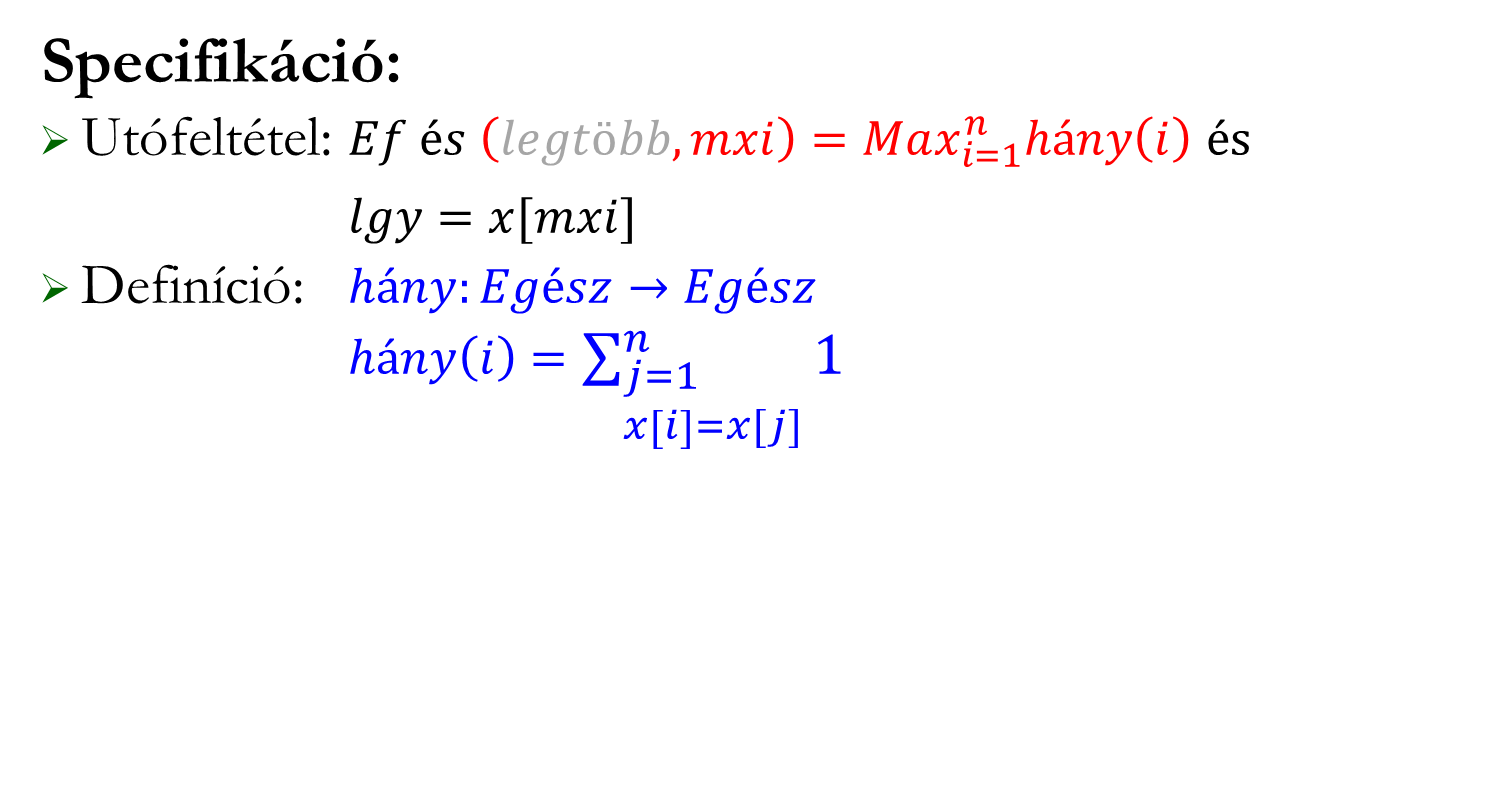 Specifikáció:
➢ Utófeltétel: Ef és (legtöbb, mxi) = Max_{i=1}^{n} hány(i) és
lgy = x[mxi]
➢ Definíció: hány: Egész → Egész
hány(i) = ∑_{j=1}^{n} 1
x[i]=x[j]